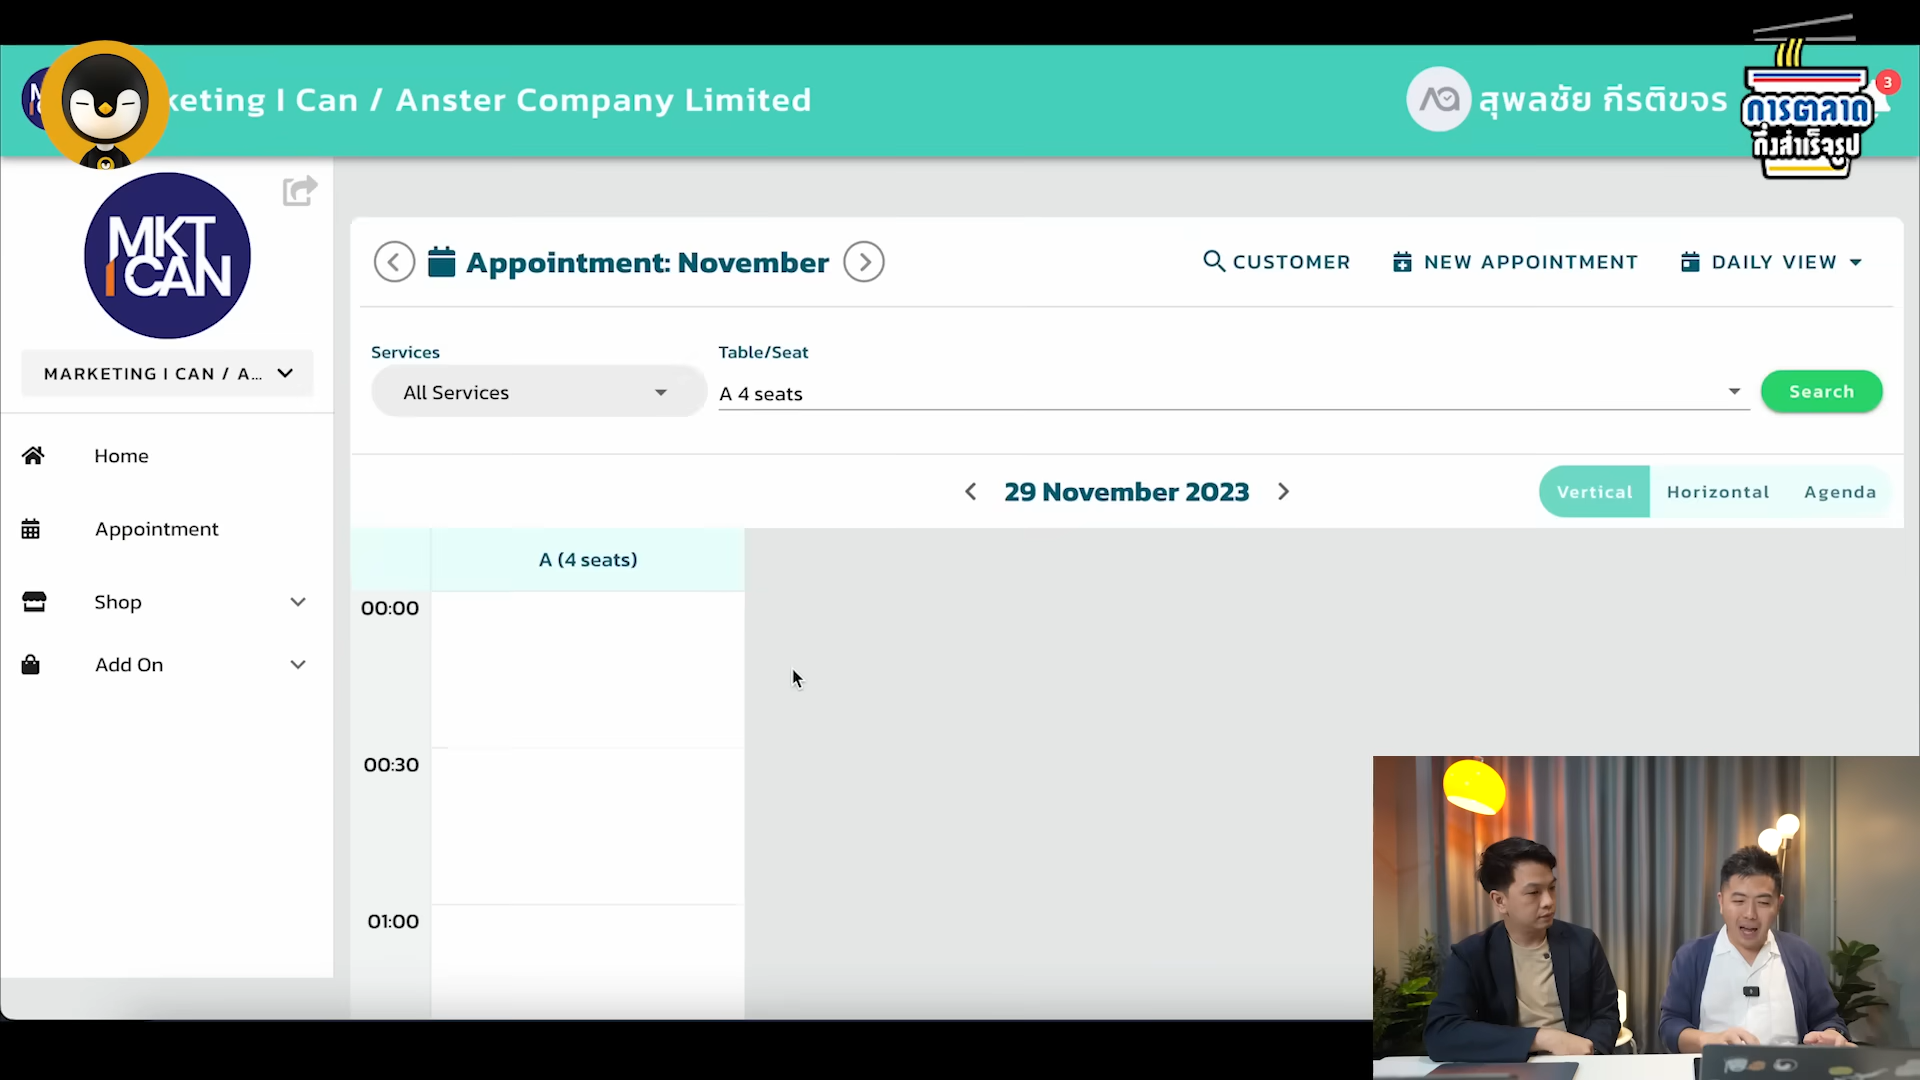 keting I Can / Anster Company Limited
สุพลชัย กีรติขจร
3
การตลาด
กึ่งสำเร็จรูป
MKT
I CAN
MARKETING I CAN / A...
Home
Appointment
Shop
Add On
Appointment: November
CUSTOMER
NEW APPOINTMENT
DAILY VIEW
Services
All Services
Table/Seat
A 4 seats
Search
29 November 2023
Vertical
Horizontal
Agenda
A (4 seats)
00:00
00:30
01:00